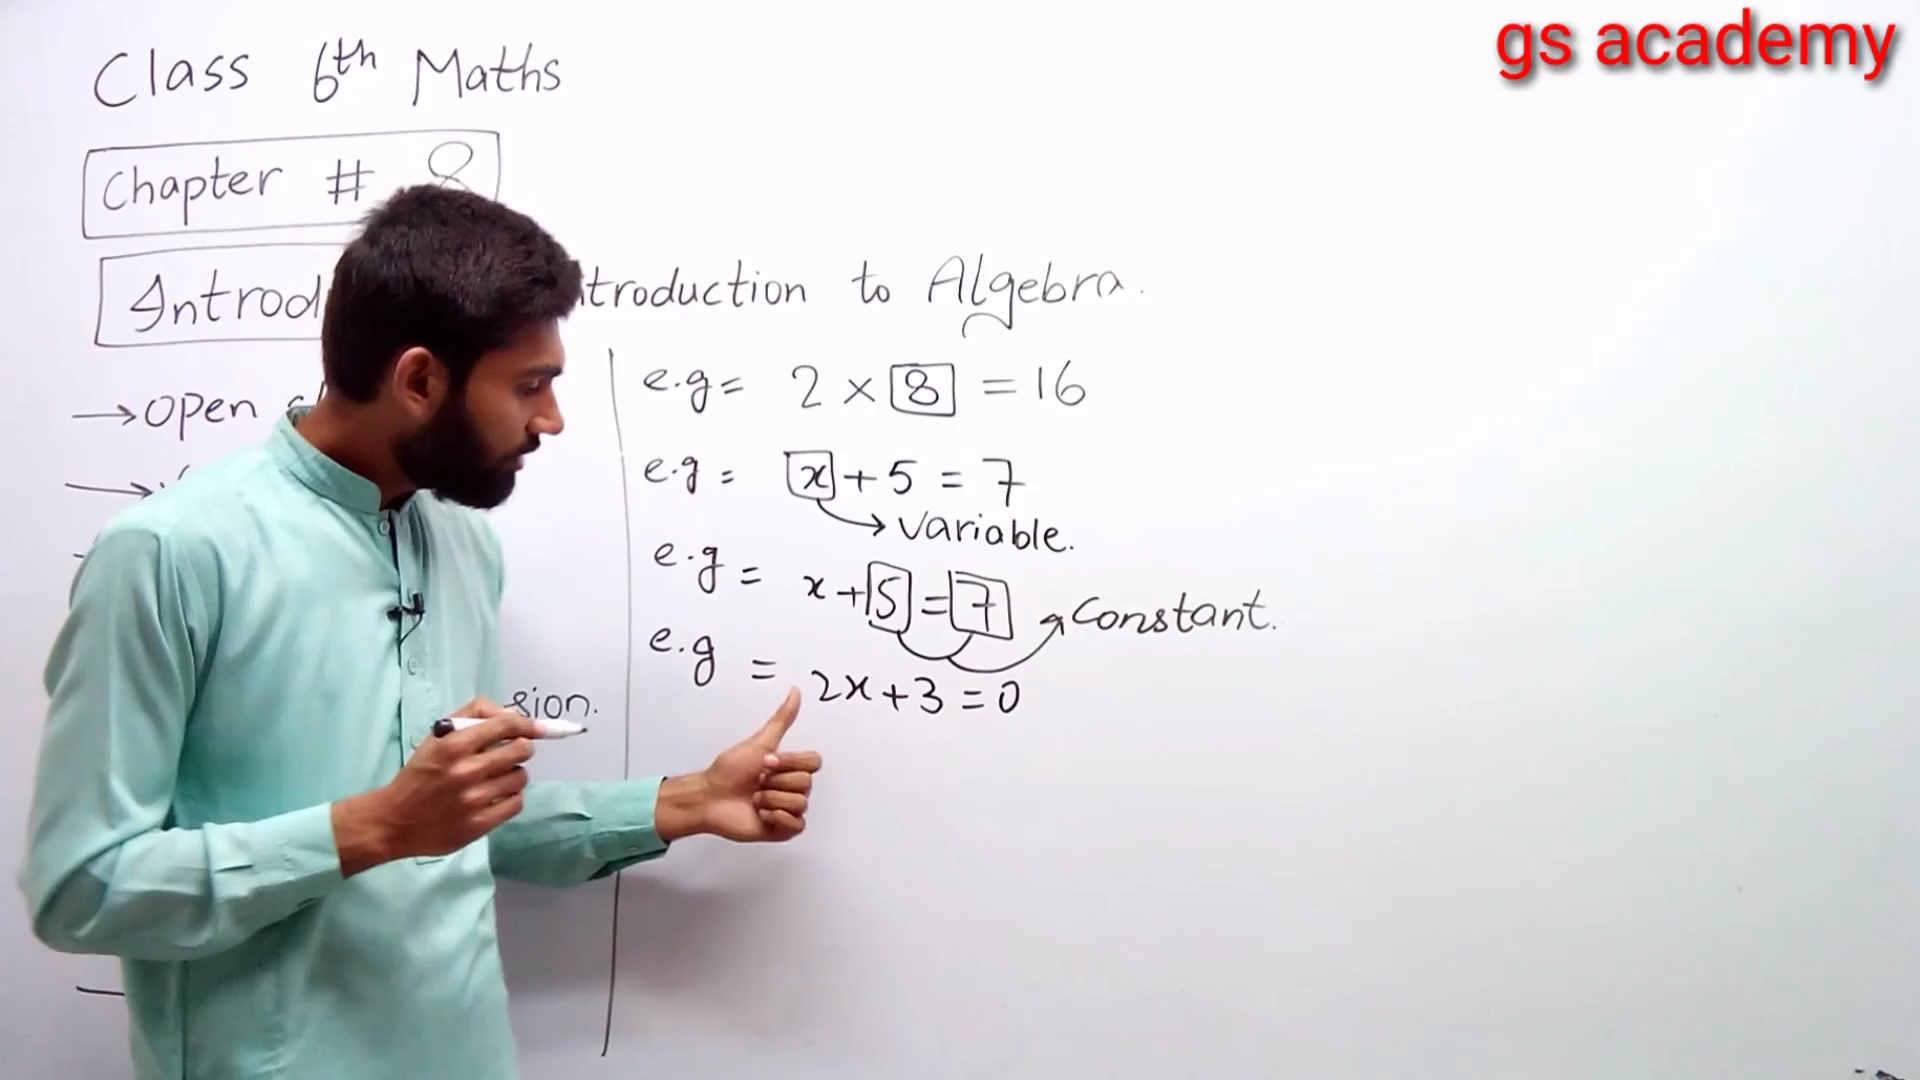 gs academy
Class 6th Maths
Chapter # 8
Introd
troduction to Algebra.
→ open
sion.
e.g = 2 × 8 = 16
e.g = x + 5 = 7
→ variable.
e.g = x + 5 = 7
Constant.
e.g = 2x + 3 = 0